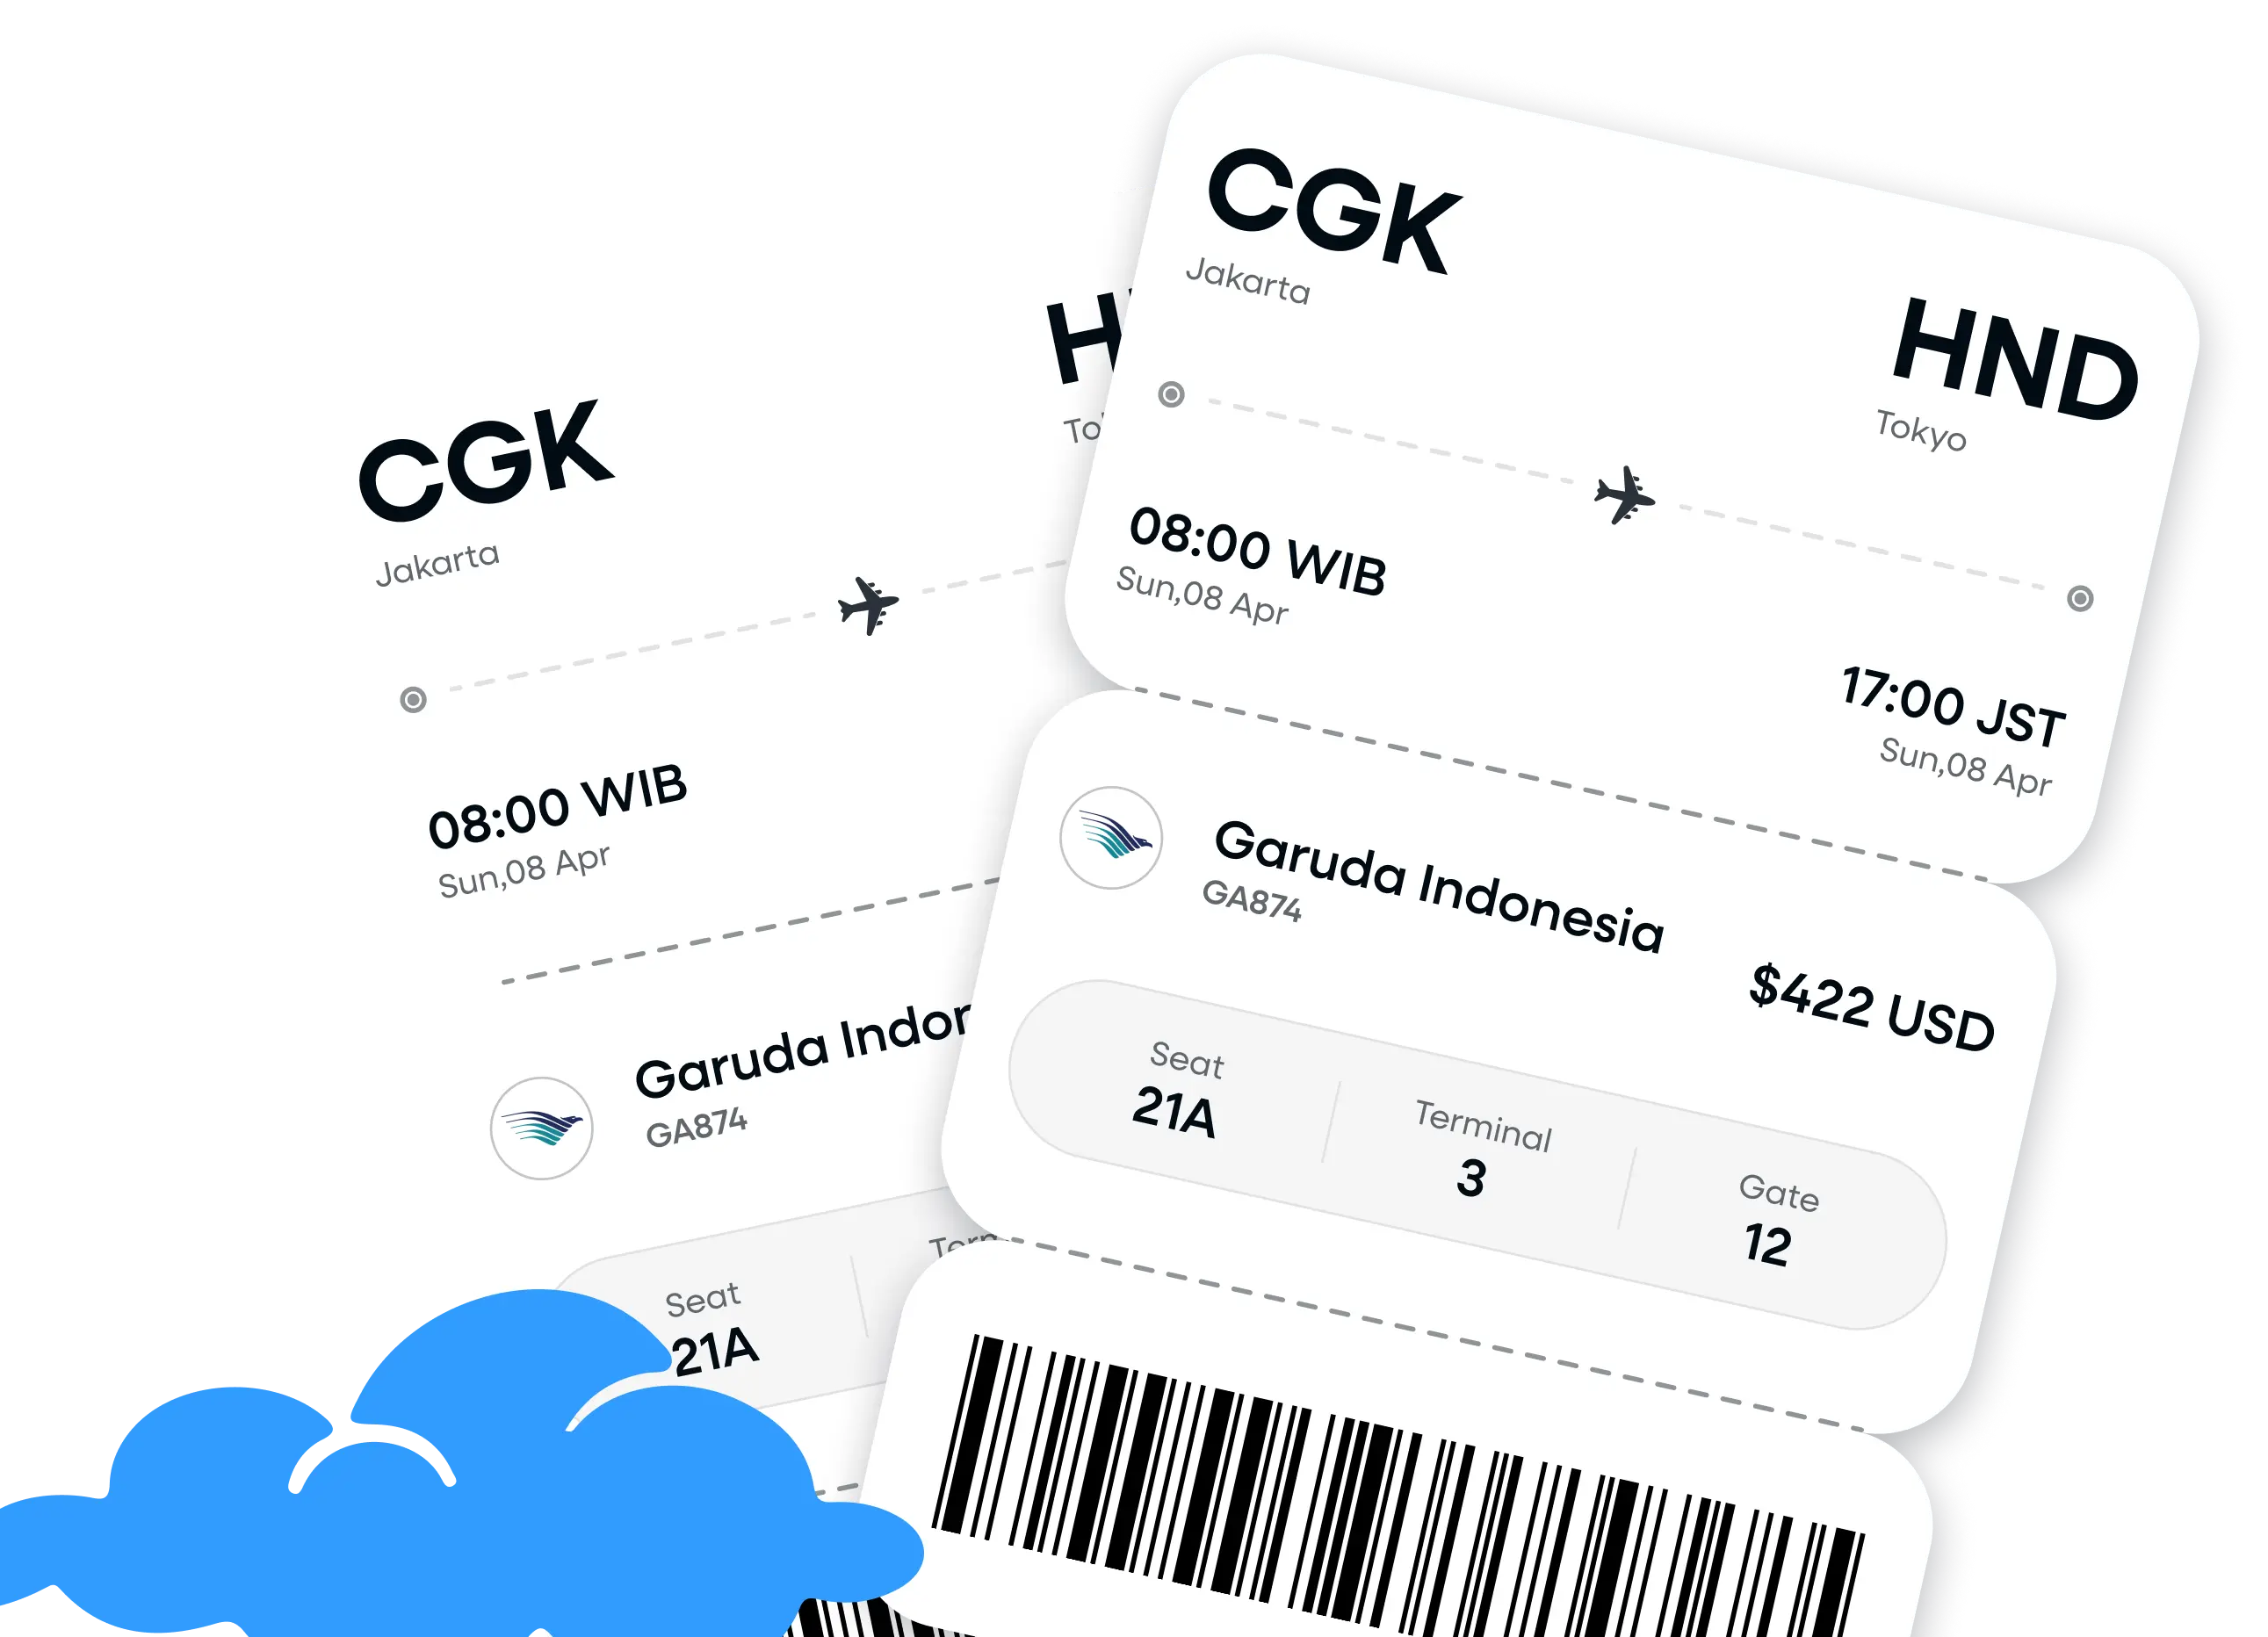 CGK
Jakarta
HND
Tokyo
08:00 WIB
Sun,08 Apr
17:00 JST
Sun,08 Apr
Garuda Indonesia
GA874
$422 USD
Seat
21A
Terminal
3
Gate
12
CGK
Jakarta
08:00 WIB
Sun,08 Apr
Garuda Indon
GA874
Seat
21A